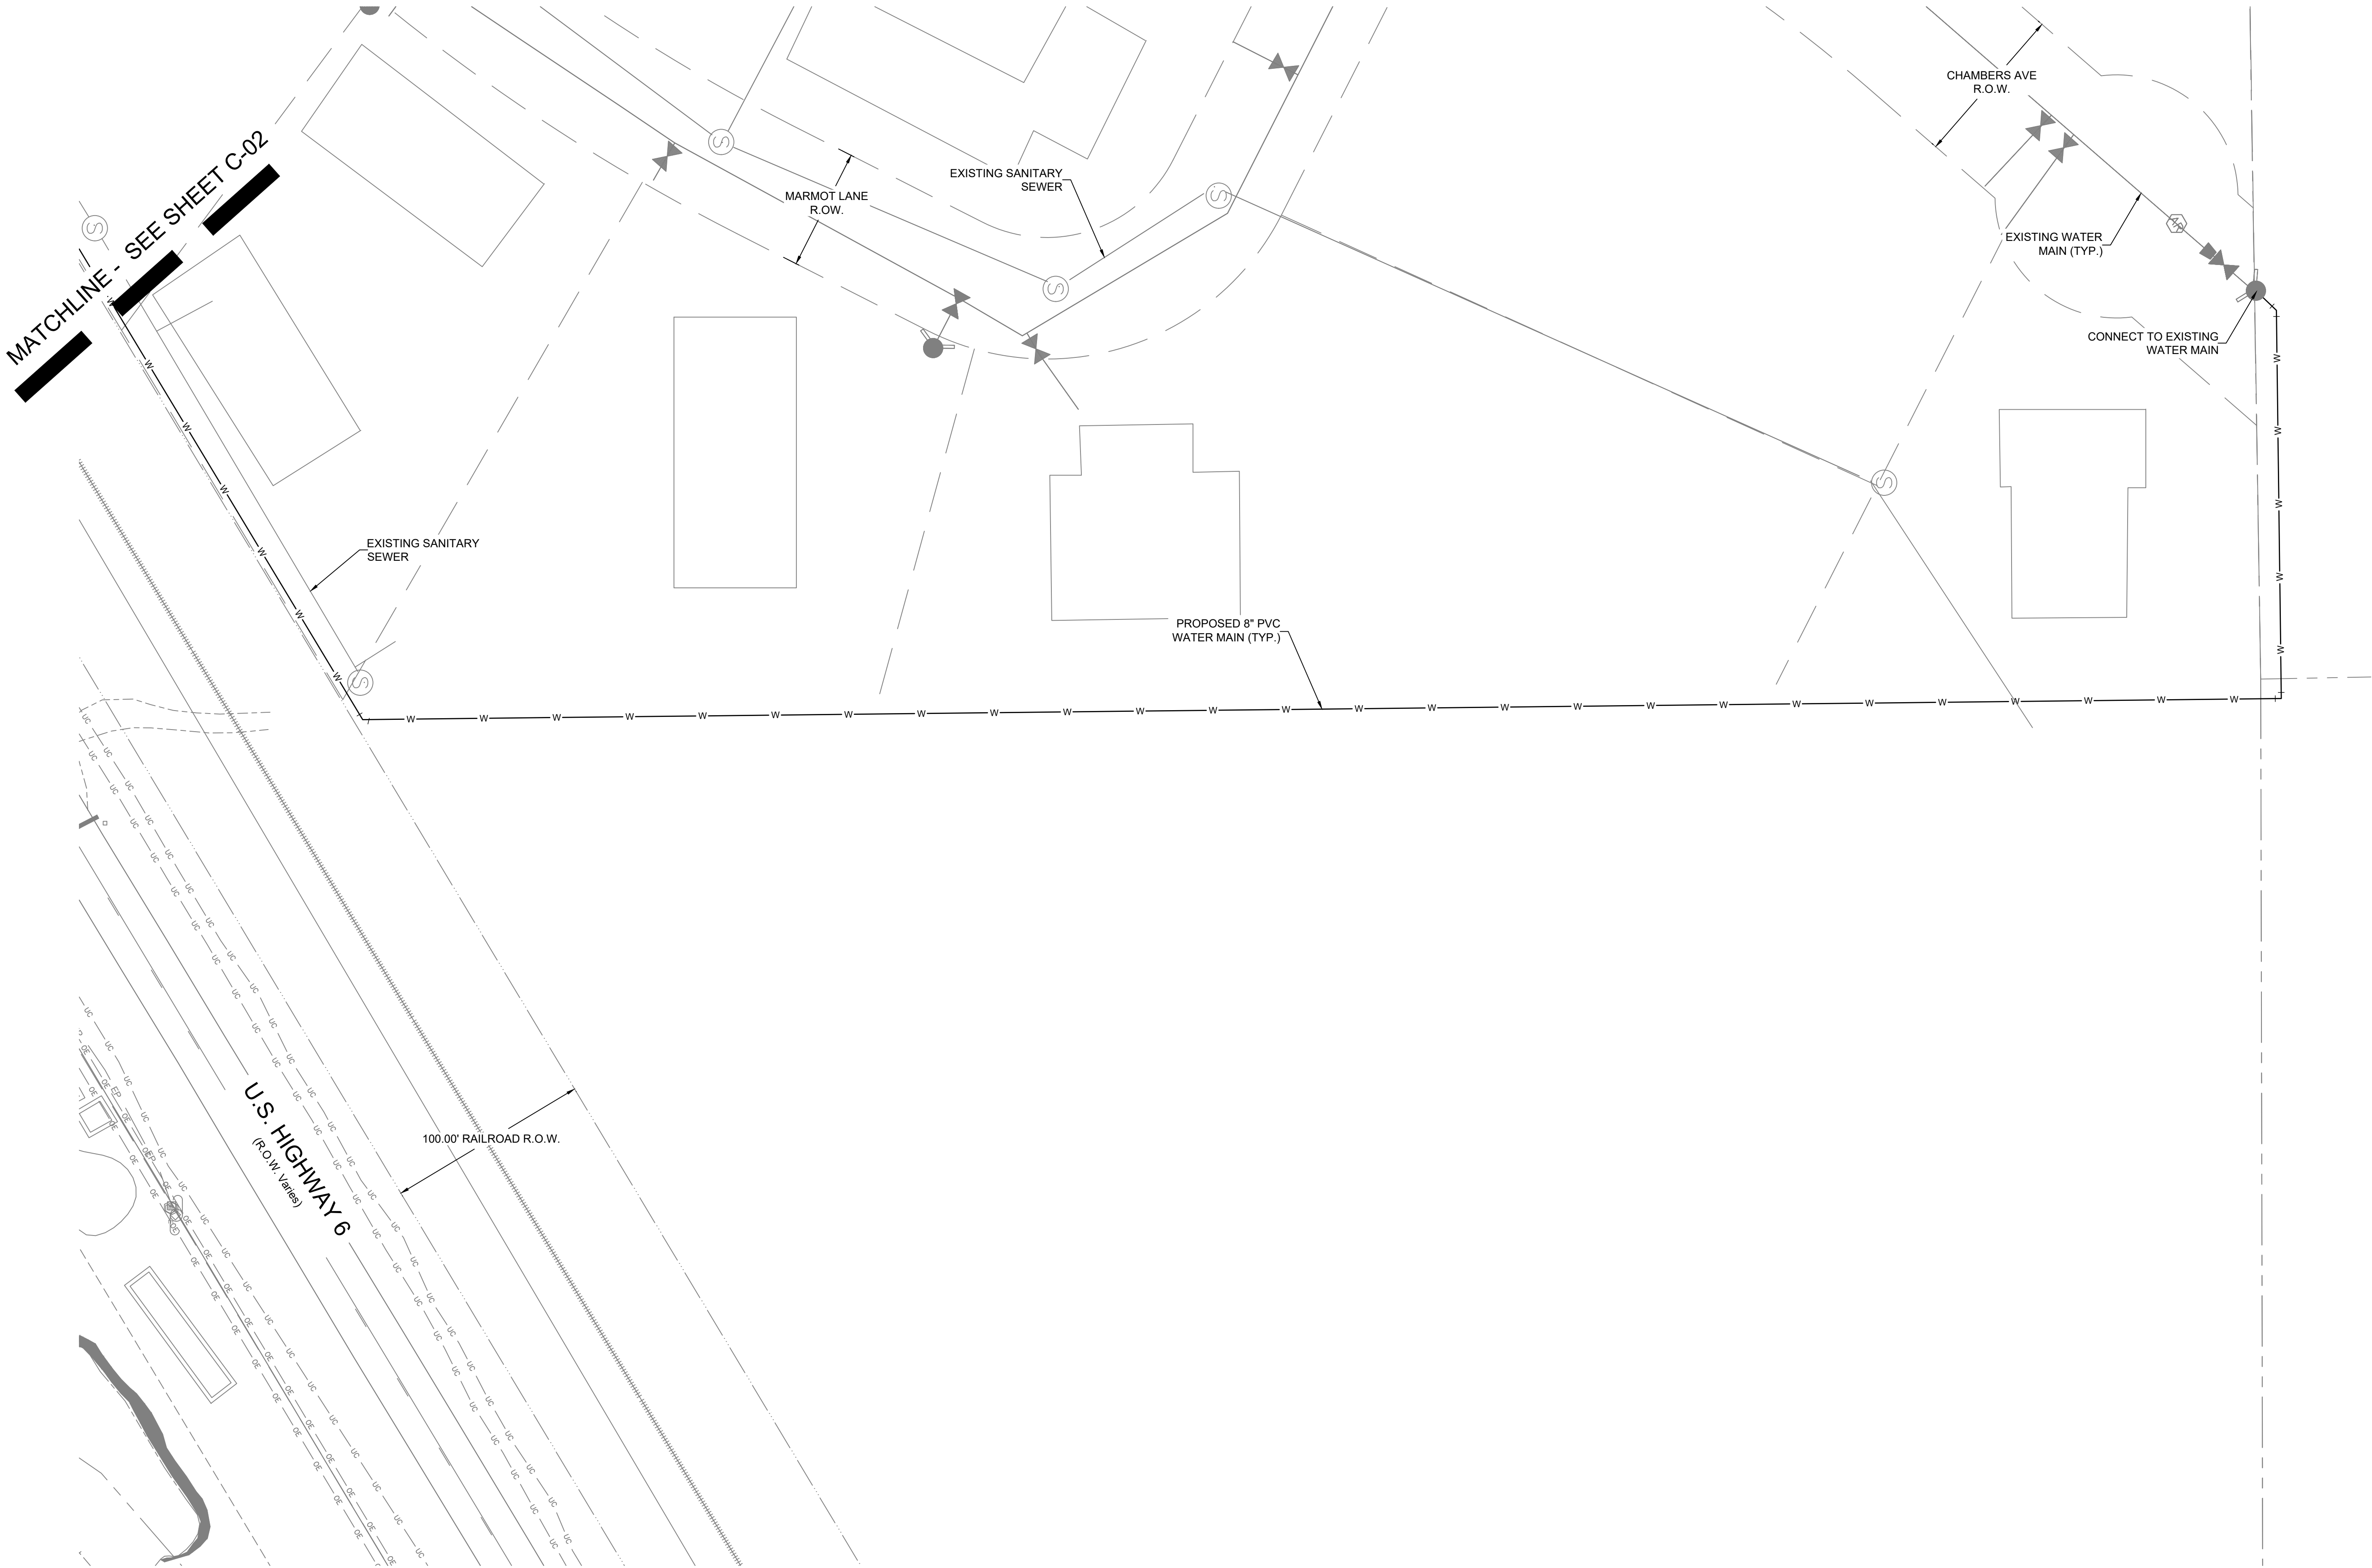 CHAMBERS AVE
R.O.W.
MATCHLINE - SEE SHEET C-02
EXISTING SANITARY
SEWER
MARMOT LANE
R.OW.
EXISTING WATER
MAIN (TYP.)
CONNECT TO EXISTING
WATER MAIN
EXISTING SANITARY
SEWER
PROPOSED 8" PVC
WATER MAIN (TYP.)
100.00' RAILROAD R.O.W.
U.S. HIGHWAY 6
(R.O.W. Varies)